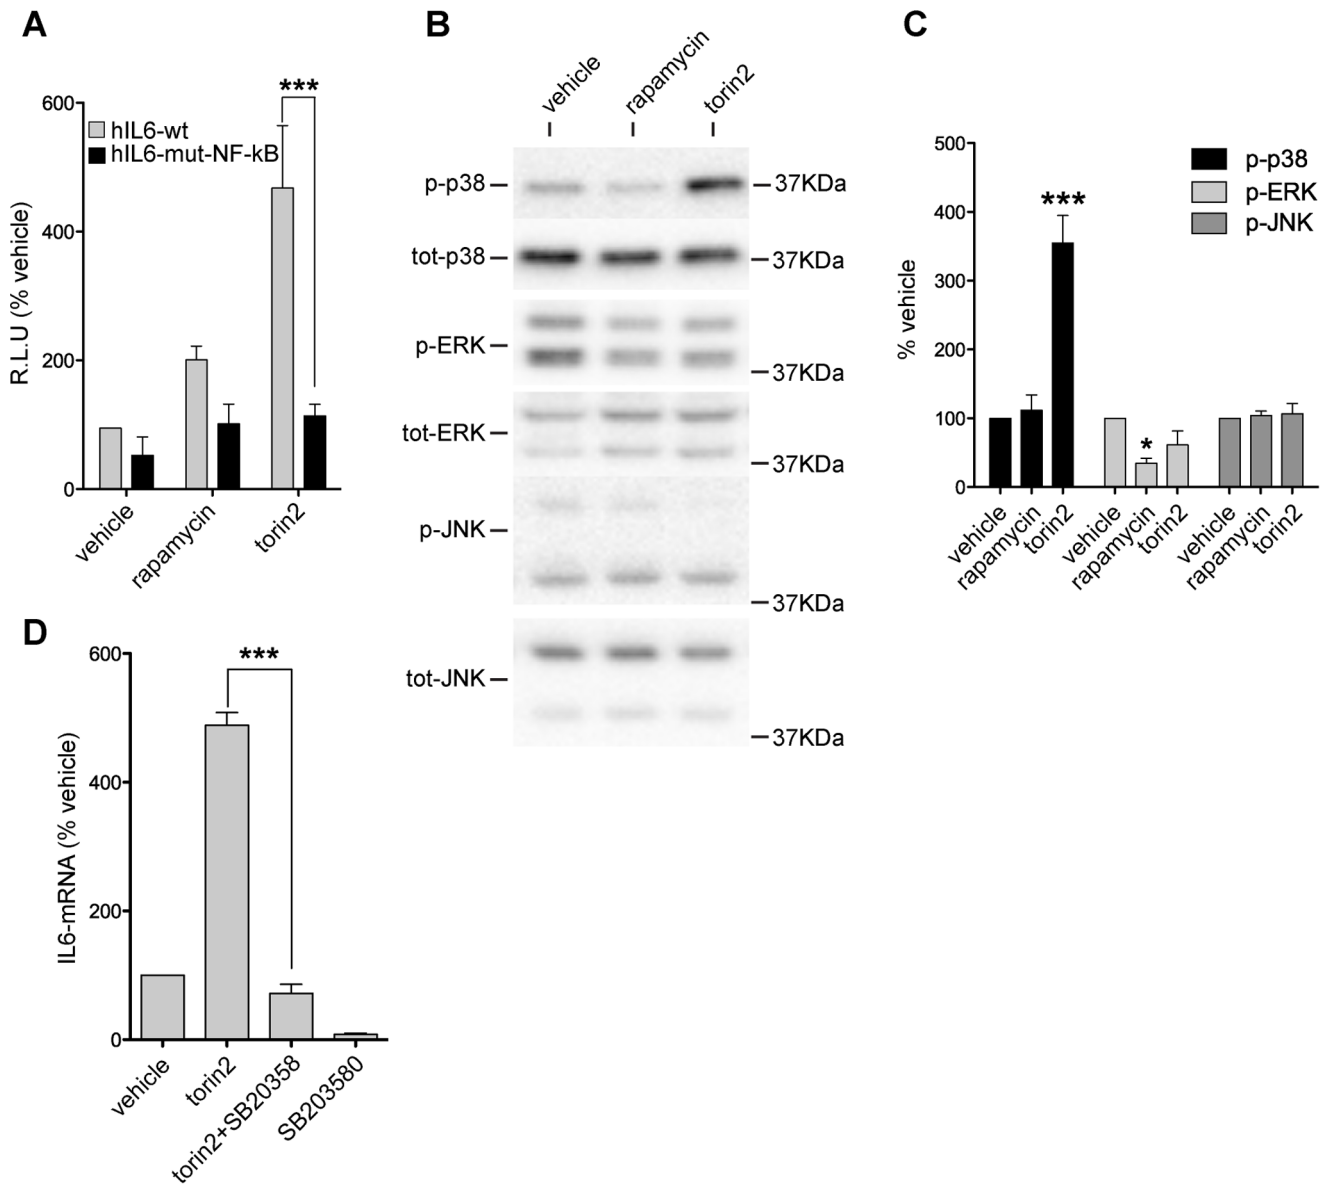 A
***
600
400
200
0
R.L.U (% vehicle)
hIL6-wt
hIL6-mut-NF-kB
vehicle
rapamycin
torin2
B
vehicle
rapamycin
torin2
p-p38
37KDa
tot-p38
37KDa
p-ERK
37KDa
tot-ERK
37KDa
p-JNK
37KDa
tot-JNK
37KDa
C
500
400
300
200
100
0
% vehicle
p-p38
p-ERK
p-JNK
***
*
vehicle
rapamycin
torin2
vehicle
rapamycin
torin2
vehicle
rapamycin
torin2
D
600
400
200
0
IL6-mRNA (% vehicle)
***
vehicle
torin2
torin2+SB20358
SB203580